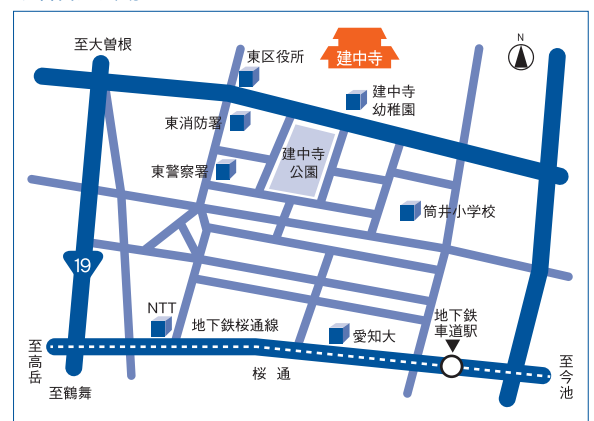 至大曽根
東区役所
建中寺
N
建中寺
幼稚園
東消防署
建中寺
公園
東警察署
筒井小学校
19
NTT
地下鉄桜通線
愛知大
地下鉄
車道駅
至高岳
至鶴舞
桜通
至今池